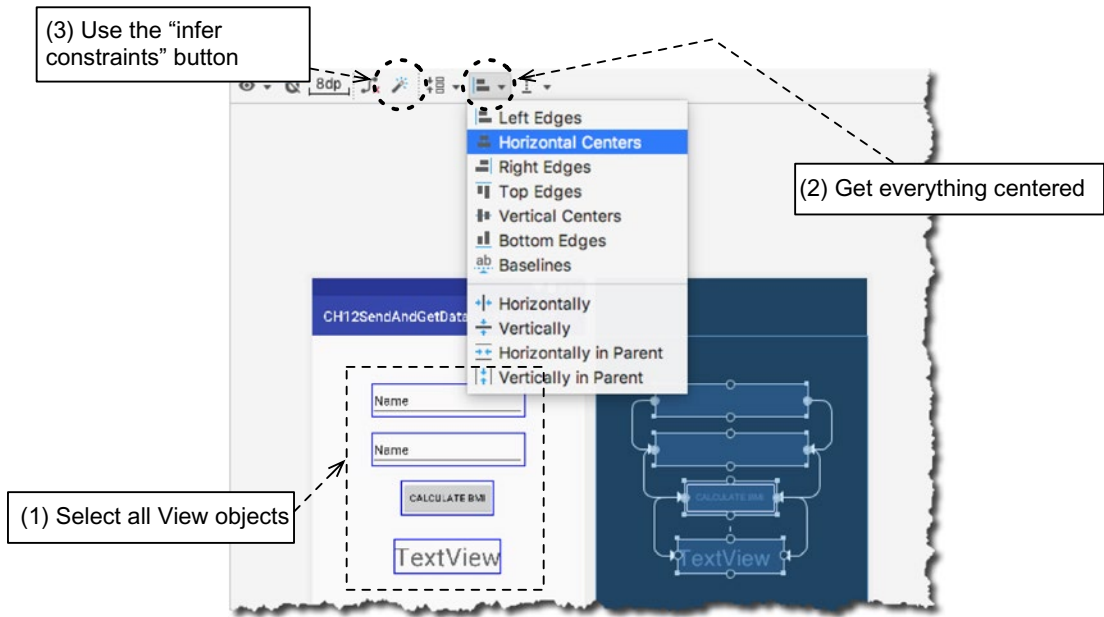 (3) Use the “infer
constraints” button
8dp
Left Edges
Horizontal Centers
Right Edges
Top Edges
Vertical Centers
Bottom Edges
ab
Baselines
Horizontally
Vertically
Horizontally in Parent
Vertically in Parent
(2) Get everything centered
CH12SendAndGetData
Name
Name
CALCULATE BMI
CALCULATE BMI
(1) Select all View objects
TextView
TextView